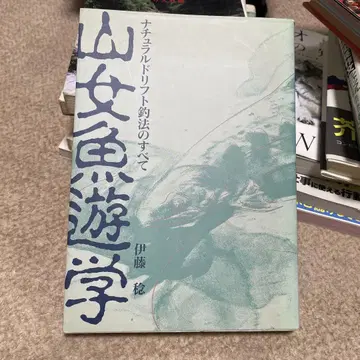 山女魚遊学
ナチュラルドリフト釣法のすべて
伊藤 稔